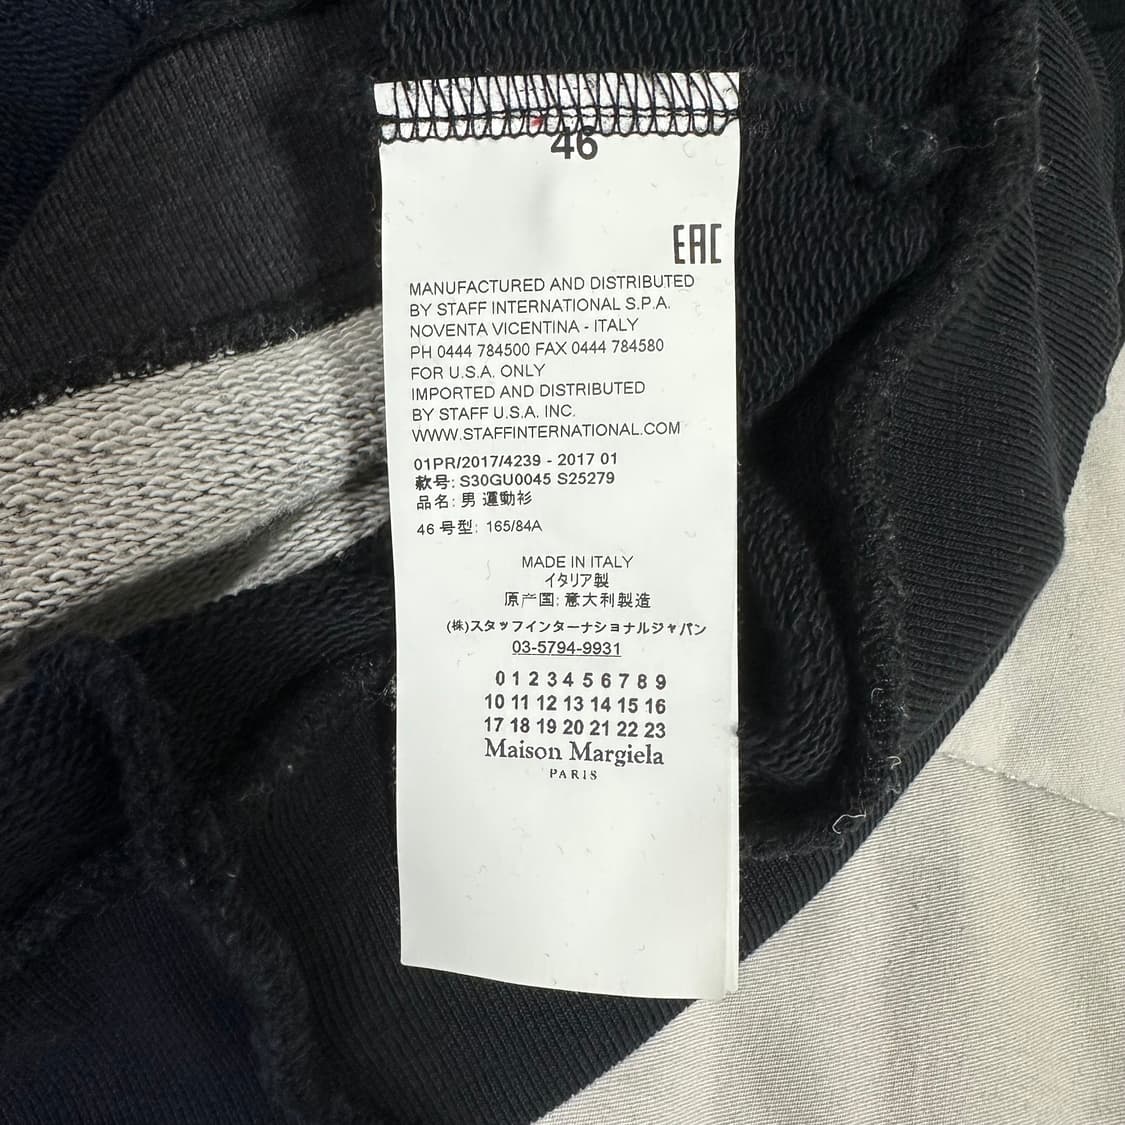 46
EAC
MANUFACTURED AND DISTRIBUTED
BY STAFF INTERNATIONAL S.P.A.
NOVENTA VICENTINA - ITALY
PH 0444 784500 FAX 0444 784580
FOR U.S.A. ONLY
IMPORTED AND DISTRIBUTED
BY STAFF U.S.A. INC.
WWW.STAFFINTERNATIONAL.COM
01PR/2017/4239 - 2017 01
款号: S30GU0045 S25279
品名: 男 運動衫
46 号型: 165/84A
MADE IN ITALY
イタリア製
原产国: 意大利製造
(株)スタッフインターナショナルジャパン
03-5794-9931
0 1 2 3 4 5 6 7 8 9
10 11 12 13 14 15 16
17 18 19 20 21 22 23
Maison Margiela
PARIS